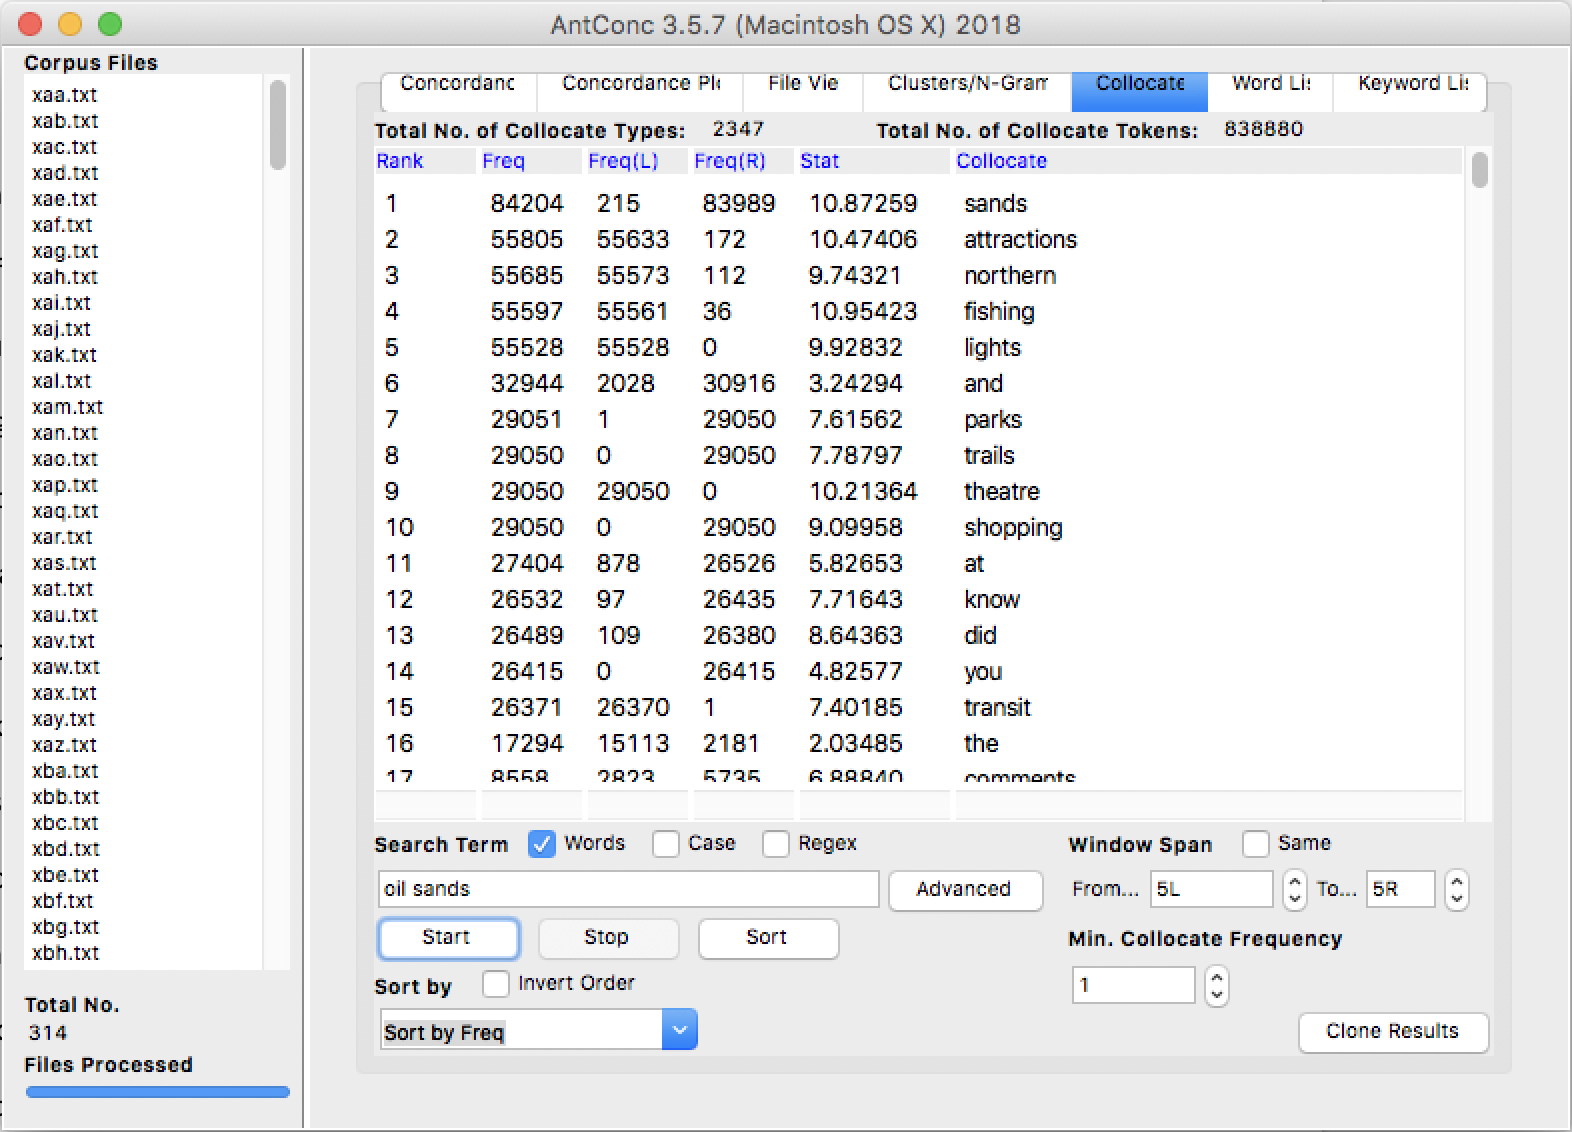 AntConc 3.5.7 (Macintosh OS X) 2018
Corpus Files
xaa.txt
xab.txt
xac.txt
xad.txt
xae.txt
xaf.txt
xag.txt
xah.txt
xai.txt
xaj.txt
xak.txt
xal.txt
xam.txt
xan.txt
xao.txt
xap.txt
xaq.txt
xar.txt
xas.txt
xat.txt
xau.txt
xav.txt
xaw.txt
xax.txt
xay.txt
xaz.txt
xba.txt
xbb.txt
xbc.txt
xbd.txt
xbe.txt
xbf.txt
xbg.txt
xbh.txt
Total No.
314
Files Processed
Concordanc Concordance Plo File Vie Clusters/N-Gram Collocate Word Lis Keyword Lis
Total No. of Collocate Types: 2347 Total No. of Collocate Tokens: 838880
Rank Freq Freq(L) Freq(R) Stat Collocate
1 84204 215 83989 10.87259 sands
2 55805 55633 172 10.47406 attractions
3 55685 55573 112 9.74321 northern
4 55597 55561 36 10.95423 fishing
5 55528 55528 0 9.92832 lights
6 32944 2028 30916 3.24294 and
7 29051 1 29050 7.61562 parks
8 29050 0 29050 7.78797 trails
9 29050 29050 0 10.21364 theatre
10 29050 0 29050 9.09958 shopping
11 27404 878 26526 5.82653 at
12 26532 97 26435 7.71643 know
13 26489 109 26380 8.64363 did
14 26415 0 26415 4.82577 you
15 26371 26370 1 7.40185 transit
16 17294 15113 2181 2.03485 the
17 8558 2823 5735 6.88840 comments
Search Term Words Case Regex
oil sands Advanced
Start Stop Sort
Sort by Invert Order
Sort by Freq
Window Span Same
From... 5L To... 5R
Min. Collocate Frequency
1
Clone Results